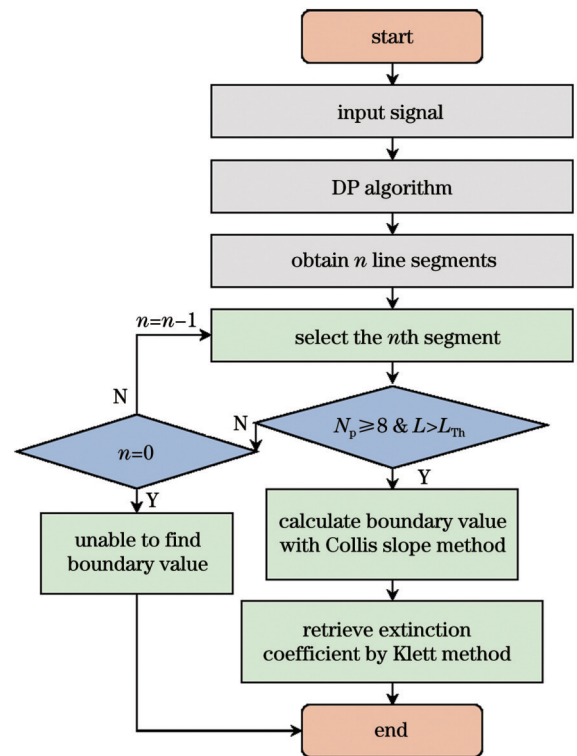 start
input signal
DP algorithm
obtain n line segments
n=n−1
select the nth segment
N
N
Nₚ⩾8 & L>L_Th
n=0
Y
Y
unable to find
boundary value
calculate boundary value
with Collis slope method
retrieve extinction
coefficient by Klett method
end